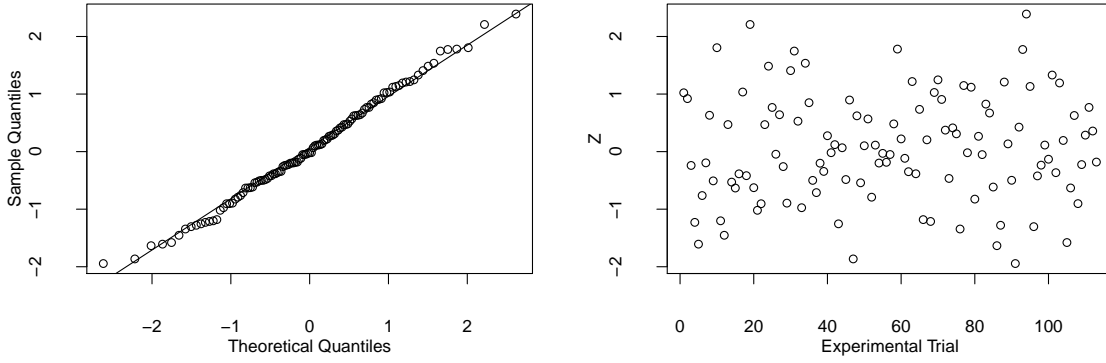 Sample Quantiles
2
1
0
−1
−2
−2 −1 0 1 2
Theoretical Quantiles
Z
2
1
0
−1
−2
0 20 40 60 80 100
Experimental Trial